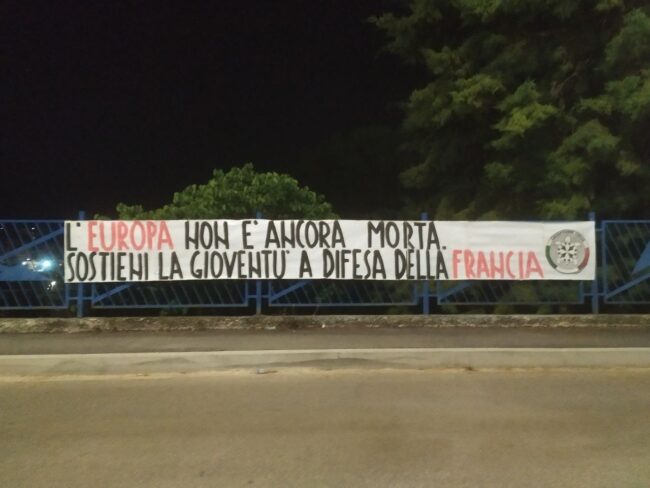 L' EUROPA NON E' ANCORA MORTA.
SOSTIENI LA GIOVENTU' A DIFESA DELLA FRANCIA